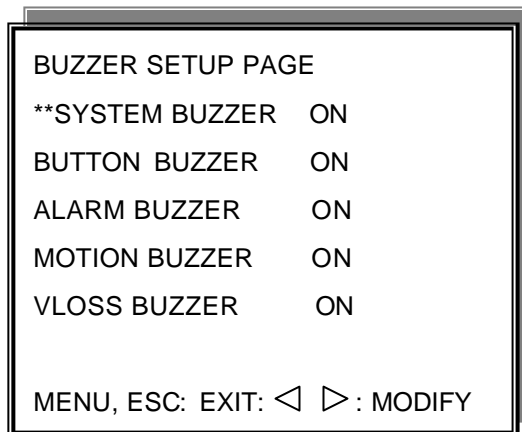 BUZZER SETUP PAGE
**SYSTEM BUZZER ON
BUTTON BUZZER ON
ALARM BUZZER ON
MOTION BUZZER ON
VLOSS BUZZER ON
MENU, ESC: EXIT: ◁ ▷ : MODIFY